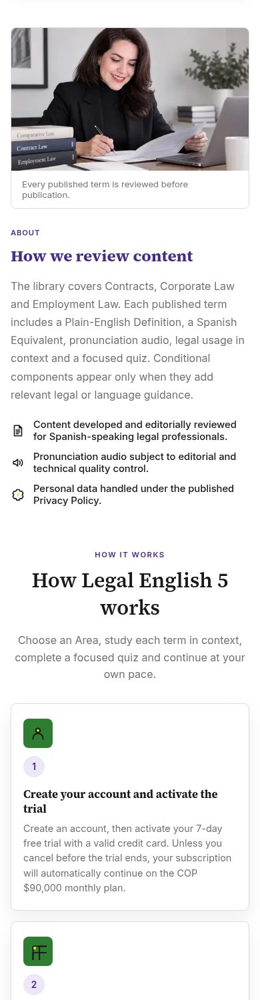 Comparative Law
Contract Law
Employment Law
Every published term is reviewed before
publication.
ABOUT
How we review content
The library covers Contracts, Corporate Law
and Employment Law. Each published term
includes a Plain-English Definition, a Spanish
Equivalent, pronunciation audio, legal usage in
context and a focused quiz. Conditional
components appear only when they add
relevant legal or language guidance.
Content developed and editorially reviewed
for Spanish-speaking legal professionals.
Pronunciation audio subject to editorial and
technical quality control.
Personal data handled under the published
Privacy Policy.
HOW IT WORKS
How Legal English 5
works
Choose an Area, study each term in context,
complete a focused quiz and continue at your
own pace.
1
Create your account and activate the
trial
Create an account, then activate your 7-day
free trial with a valid credit card. Unless you
cancel before the trial ends, your subscription
will automatically continue on the COP
$90,000 monthly plan.
2